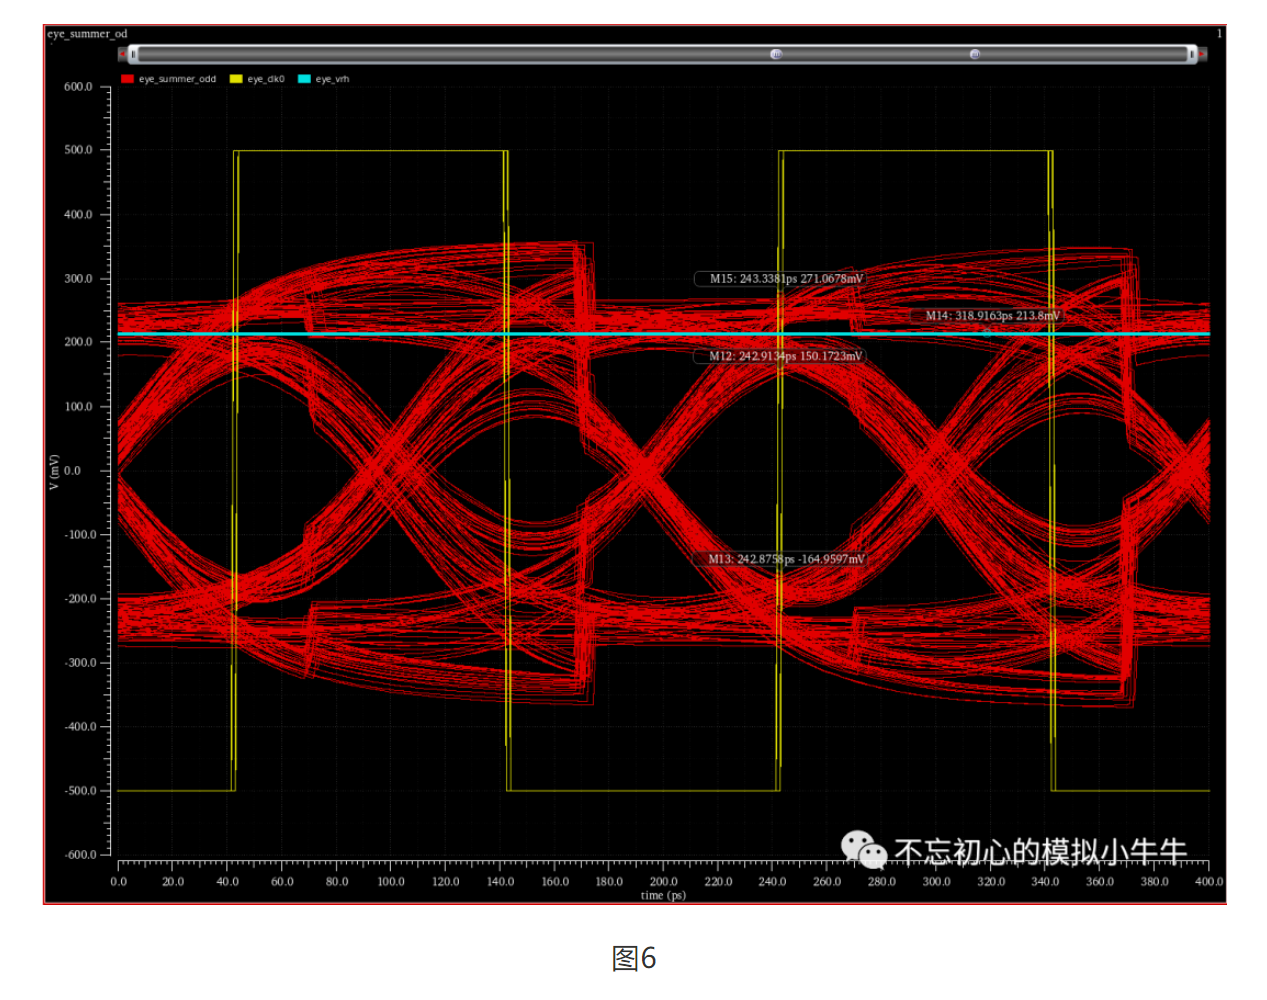 eye_summer_od
1
eye_summer_odd eye_clk0 eye_vrh
600.0
500.0
400.0
300.0
200.0
100.0
0.0
-100.0
-200.0
-300.0
-400.0
-500.0
-600.0
V (mV)
M15: 243.3381ps 271.0678mV
M14: 318.9163ps 213.8mV
M12: 242.9134ps 150.1723mV
M13: 242.8758ps -164.9597mV
不忘初心的模拟小牛牛
0.0 20.0 40.0 60.0 80.0 100.0 120.0 140.0 160.0 180.0 200.0 220.0 240.0 260.0 280.0 300.0 320.0 340.0 360.0 380.0 400.0
time (ps)
图6